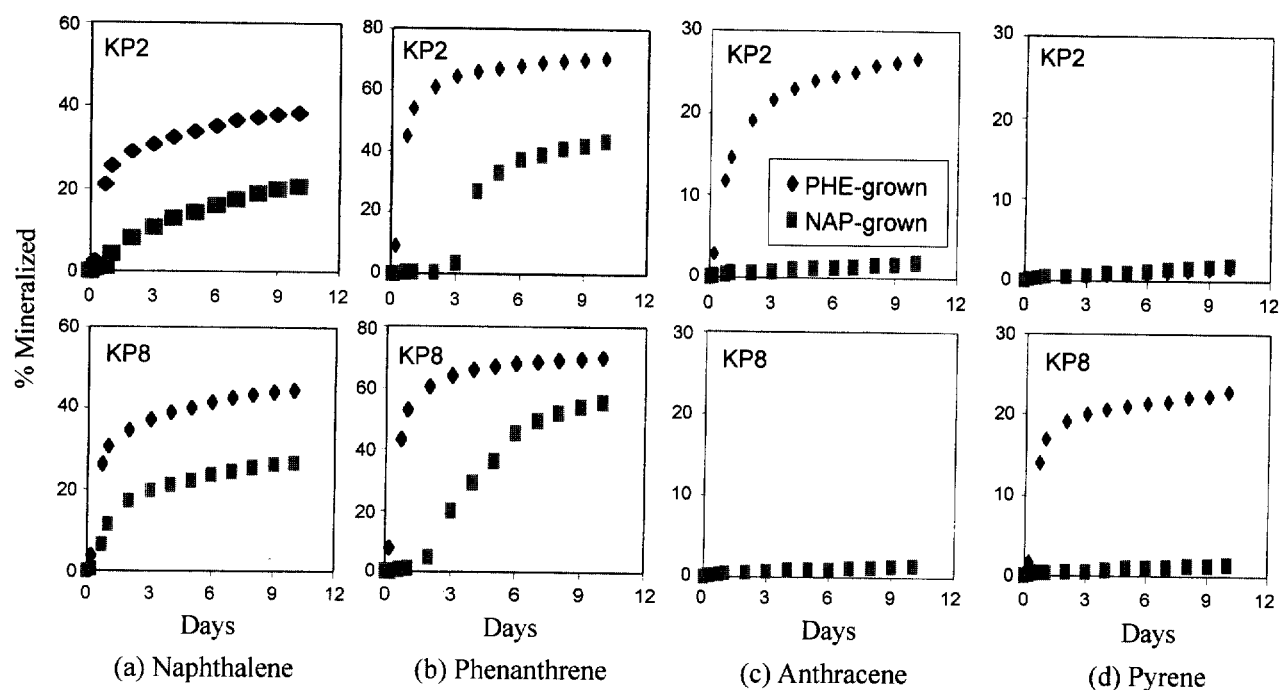 % Mineralized
60
KP2
40
20
0
0 3 6 9 12
80
KP2
60
40
20
0
0 3 6 9 12
30
KP2
20
10
0
0 3 6 9 12
PHE-grown
NAP-grown
30
KP2
20
10
0
0 3 6 9 12
60
KP8
40
20
0
0 3 6 9 12
Days
(a) Naphthalene
80
KP8
60
40
20
0
0 3 6 9 12
Days
(b) Phenanthrene
30
KP8
20
10
0
0 3 6 9 12
Days
(c) Anthracene
30
KP8
20
10
0
0 3 6 9 12
Days
(d) Pyrene